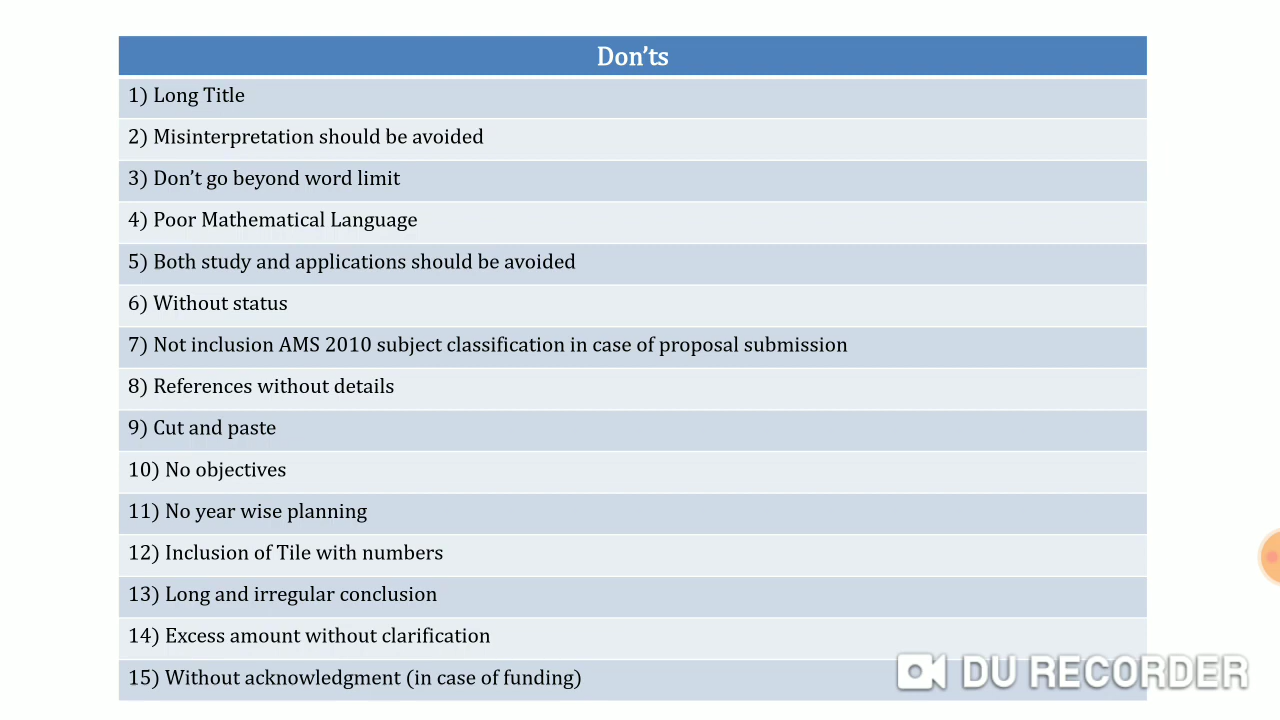 Don’ts
1) Long Title
2) Misinterpretation should be avoided
3) Don’t go beyond word limit
4) Poor Mathematical Language
5) Both study and applications should be avoided
6) Without status
7) Not inclusion AMS 2010 subject classification in case of proposal submission
8) References without details
9) Cut and paste
10) No objectives
11) No year wise planning
12) Inclusion of Tile with numbers
13) Long and irregular conclusion
14) Excess amount without clarification
15) Without acknowledgment (in case of funding)
DU RECORDER